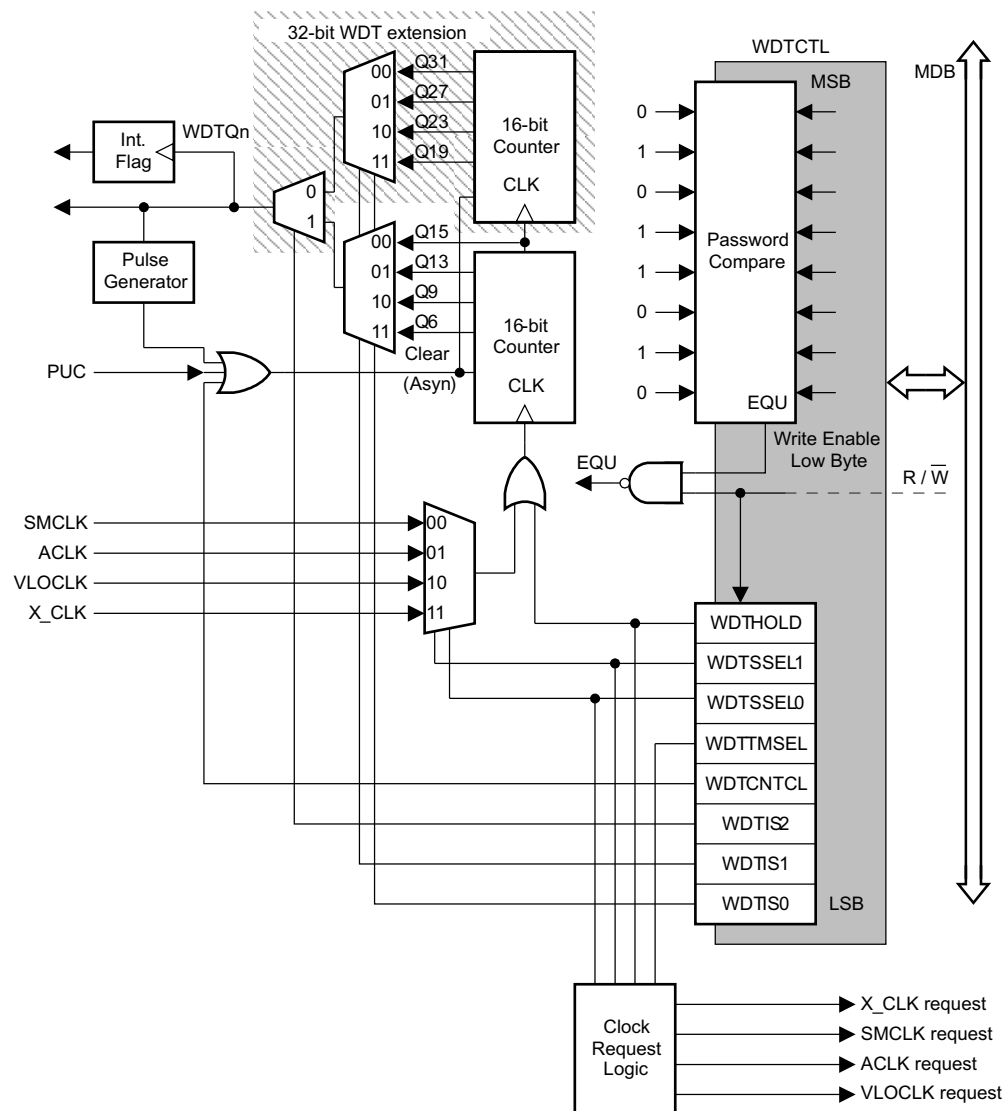 32-bit WDT extension
00
01
10
11
Q31
Q27
Q23
Q19
16-bit
Counter
CLK
WDTQn
Int.
Flag
0
1
Pulse
Generator
00
01
10
11
Q15
Q13
Q9
Q6
16-bit
Counter
CLK
Clear
(Asyn)
PUC
WDTCTL
MDB
MSB
0
1
0
1
1
0
1
0
Password
Compare
EQU
Write Enable
Low Byte
EQU
R / W̅
SMCLK
ACLK
VLOCLK
X_CLK
00
01
10
11
WDTHOLD
WDTSSEL1
WDTSSEL0
WDTTMSEL
WDTCNTCL
WDTIS2
WDTIS1
WDTIS0
LSB
Clock
Request
Logic
X_CLK request
SMCLK request
ACLK request
VLOCLK request